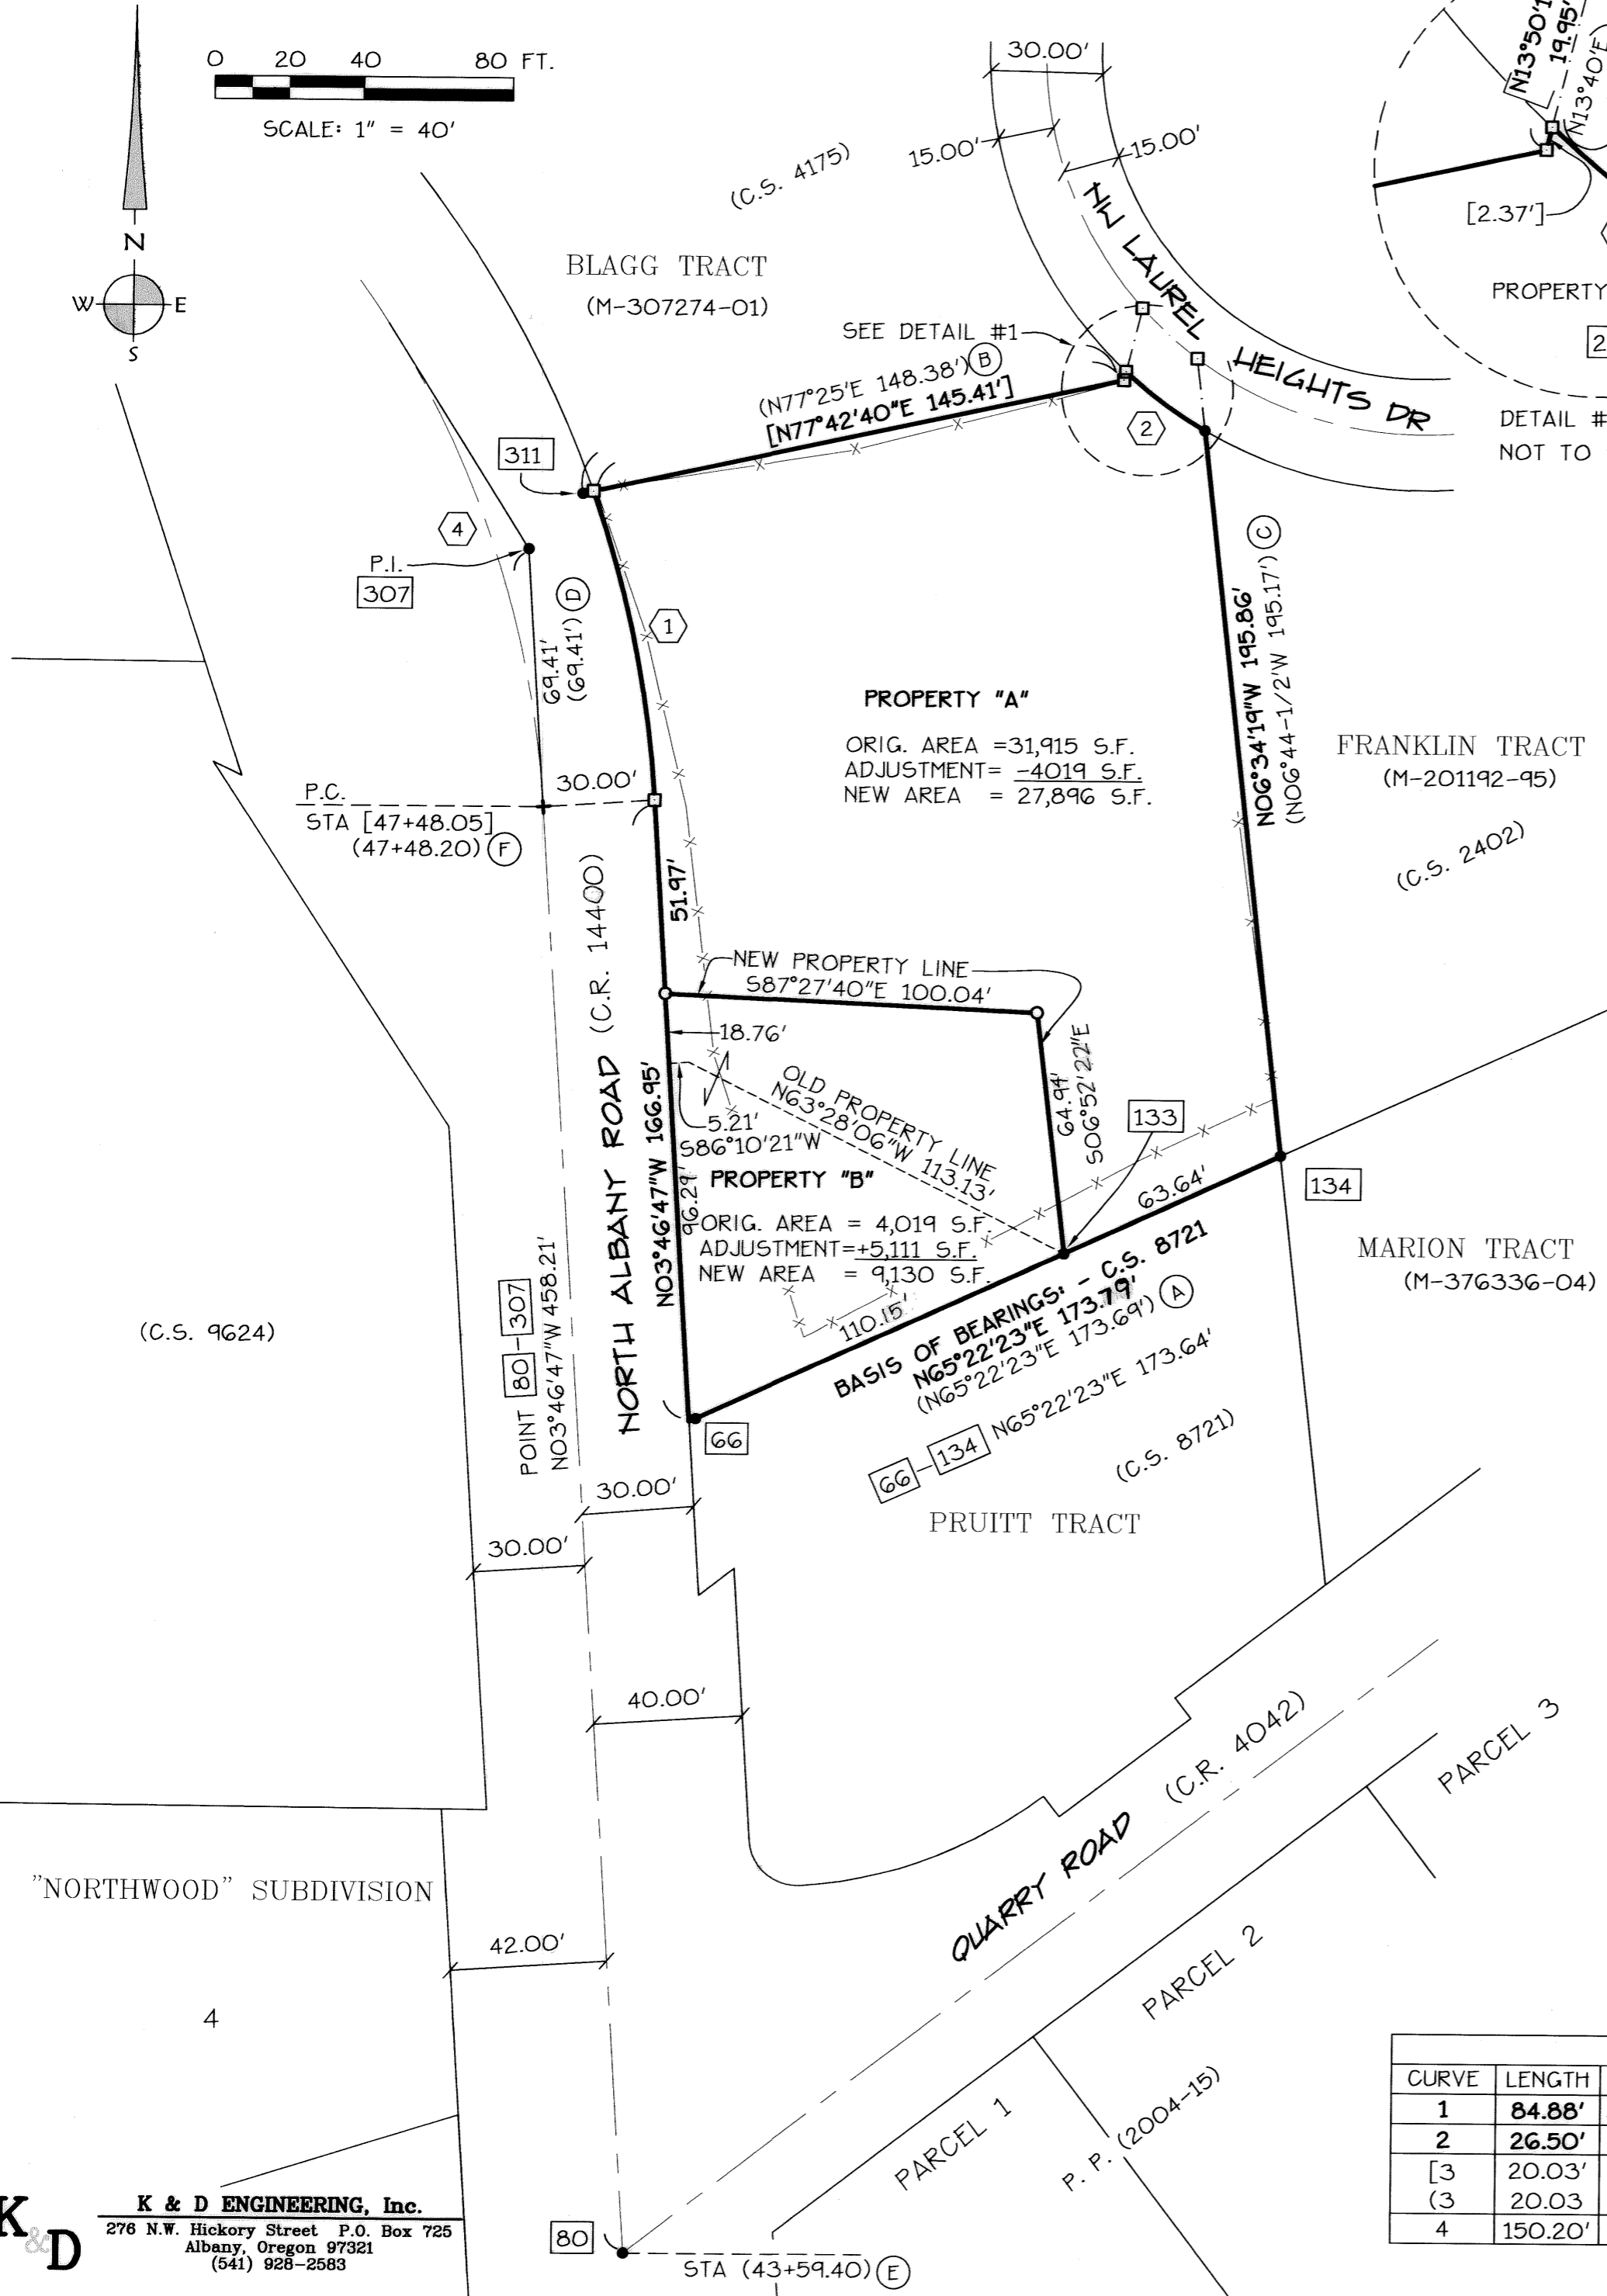 0 20 40 80 FT.
SCALE: 1" = 40'
N
W E
S
30.00'
15.00'
15.00'
(C.S. 4175)
NW LAUREL HEIGHTS DR
BLAGG TRACT
(M-307274-01)
SEE DETAIL #1
(N77°25'E 148.38') B
[N77°42'40"E 145.41']
2
19.95'
N13°40'E
[2.37']
PROPERTY
2
DETAIL #
NOT TO
311
4
P.I.
307
1
69.41'
(69.41') D
PROPERTY "A"
ORIG. AREA =31,915 S.F.
ADJUSTMENT= -4019 S.F.
NEW AREA = 27,896 S.F.
N06°34'19"W 195.86'
(N06°44-1/2'W 195.17') C
FRANKLIN TRACT
(M-201192-95)
(C.S. 2402)
P.C.
30.00'
STA [47+48.05]
(47+48.20) F
51.97'
NORTH ALBANY ROAD (C.R. 14400)
NEW PROPERTY LINE
S87°27'40"E 100.04'
18.76'
OLD PROPERTY LINE
N63°28'06"W 113.13'
64.94'
S06°52'22"E
133
5.21'
S86°10'21"W
N03°46'47"W 166.95'
96.29'
PROPERTY "B"
ORIG. AREA = 4,019 S.F.
ADJUSTMENT=+5,111 S.F.
NEW AREA = 9,130 S.F.
63.64'
134
110.15'
BASIS OF BEARINGS: - C.S. 8721
N65°22'23"E 173.79'
(N65°22'23"E 173.69') A
66-134 N65°22'23"E 173.64'
MARION TRACT
(M-376336-04)
(C.S. 9624)
POINT 80-307
N03°46'47"W 458.21'
66
(C.S. 8721)
PRUITT TRACT
30.00'
30.00'
40.00'
QUARRY ROAD (C.R. 4042)
PARCEL 3
"NORTHWOOD" SUBDIVISION
42.00'
4
PARCEL 2
PARCEL 1
P. P. (2004-15)
CURVE LENGTH
1 84.88'
2 26.50'
[3 20.03'
(3 20.03
4 150.20'
K&D
K & D ENGINEERING, Inc.
276 N.W. Hickory Street P.O. Box 725
Albany, Oregon 97321
(541) 928-2583
80
STA (43+59.40) E